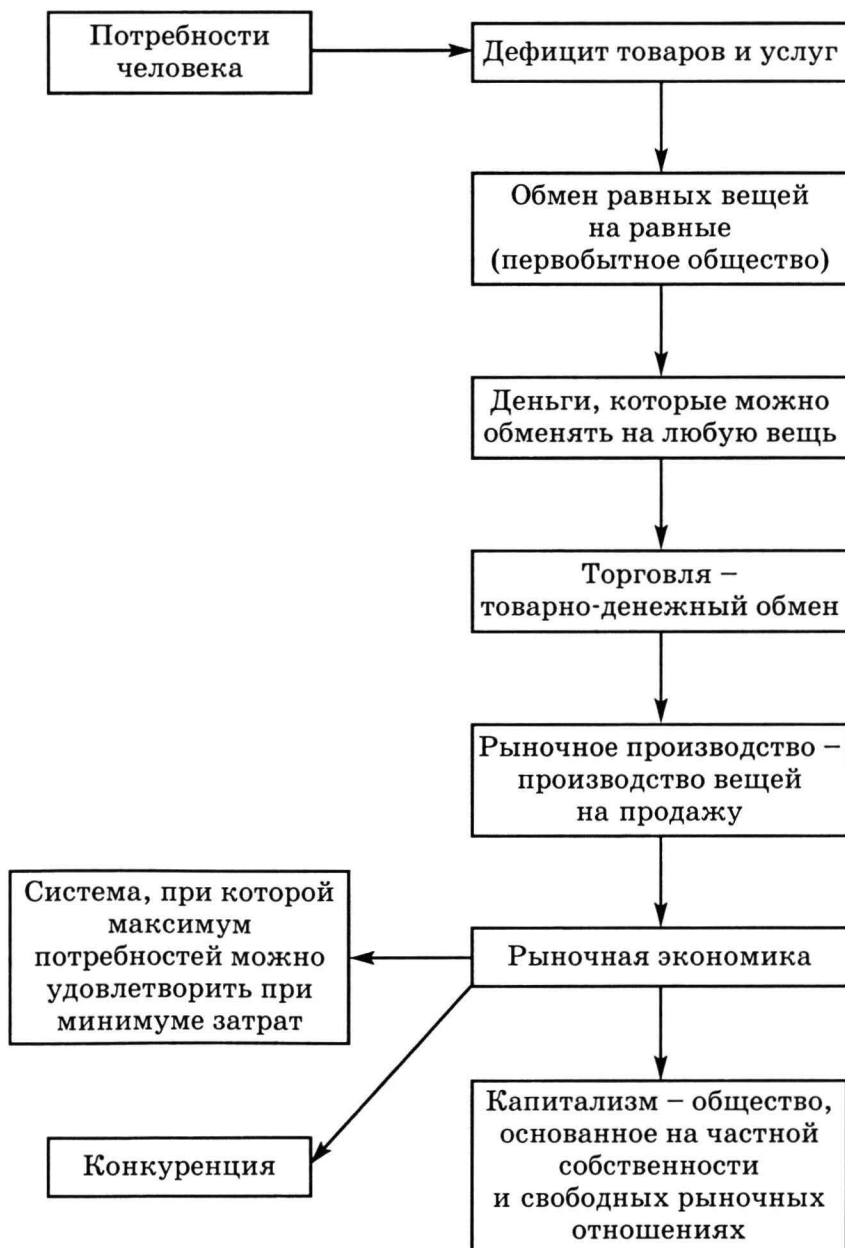 Потребности
человека
Дефицит товаров и услуг
Обмен равных вещей
на равные
(первобытное общество)
Деньги, которые можно
обменять на любую вещь
Торговля –
товарно-денежный обмен
Рыночное производство –
производство вещей
на продажу
Система, при которой
максимум
потребностей можно
удовлетворить при
минимуме затрат
Рыночная экономика
Конкуренция
Капитализм – общество,
основанное на частной
собственности
и свободных рыночных
отношениях